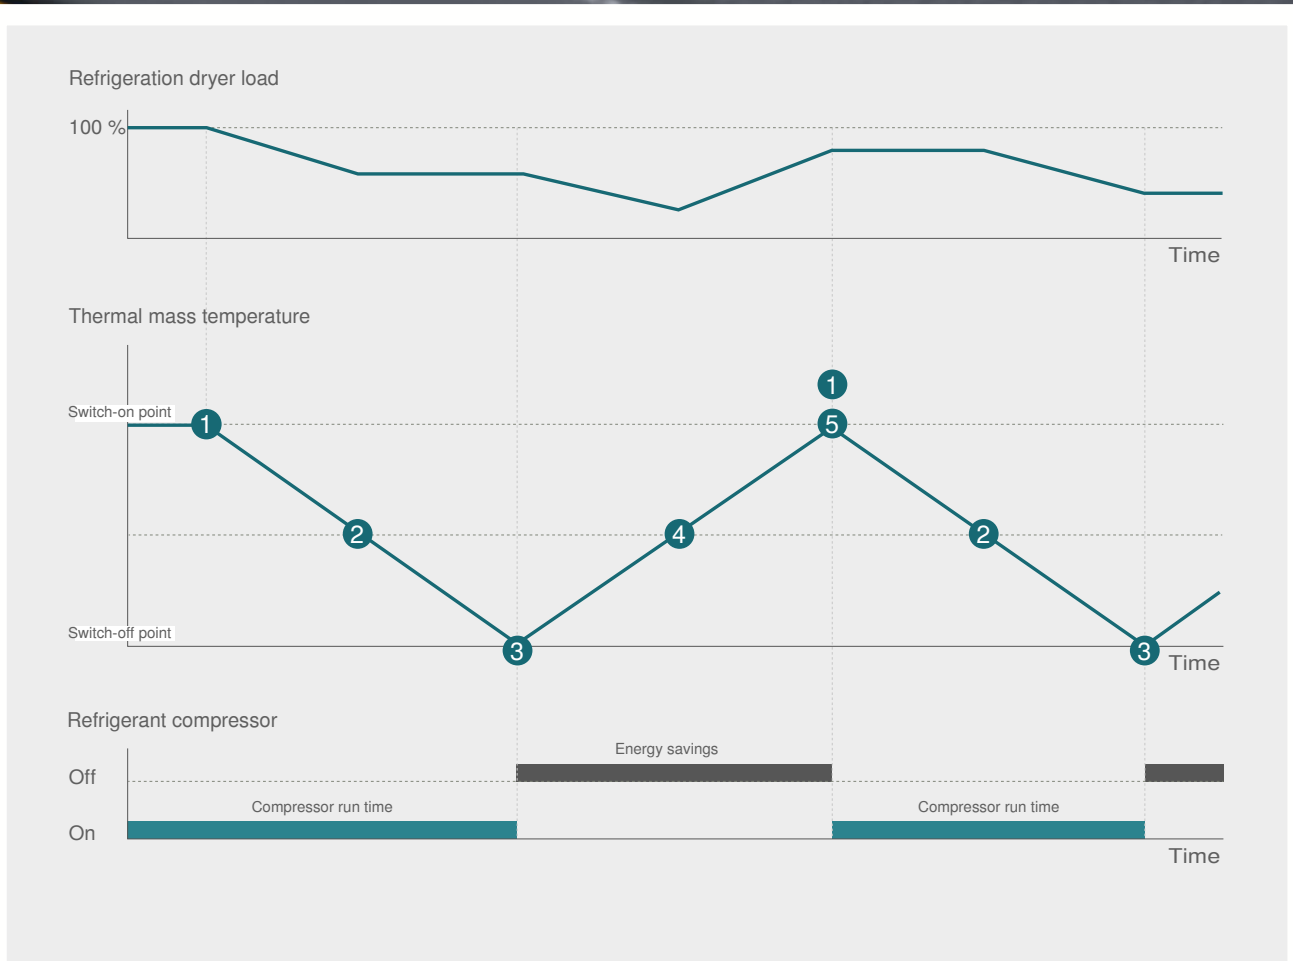 Refrigeration dryer load
100 %
Time
Thermal mass temperature
1
Switch-on point
1
5
2
4
2
Switch-off point
3
3
Time
Refrigerant compressor
Energy savings
Off
Compressor run time
Compressor run time
On
Time